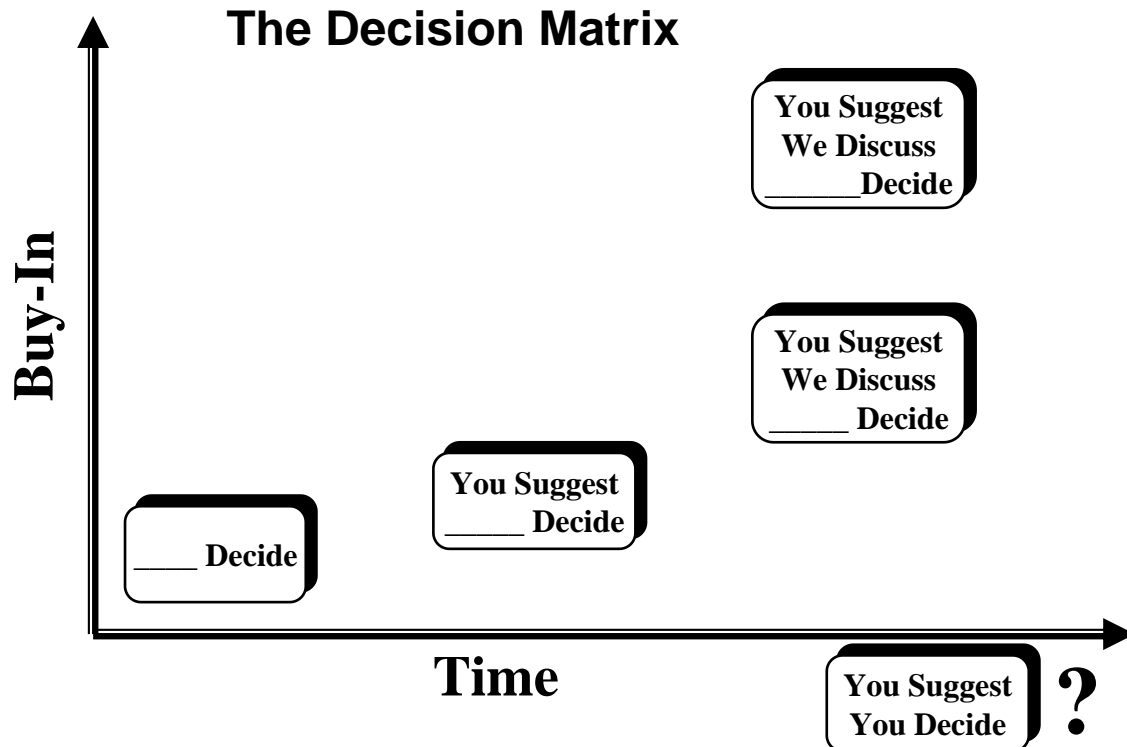 The Decision Matrix
You Suggest
We Discuss
______Decide
Buy-In
You Suggest
We Discuss
_____ Decide
You Suggest
_____ Decide
____ Decide
Time
You Suggest
You Decide
?